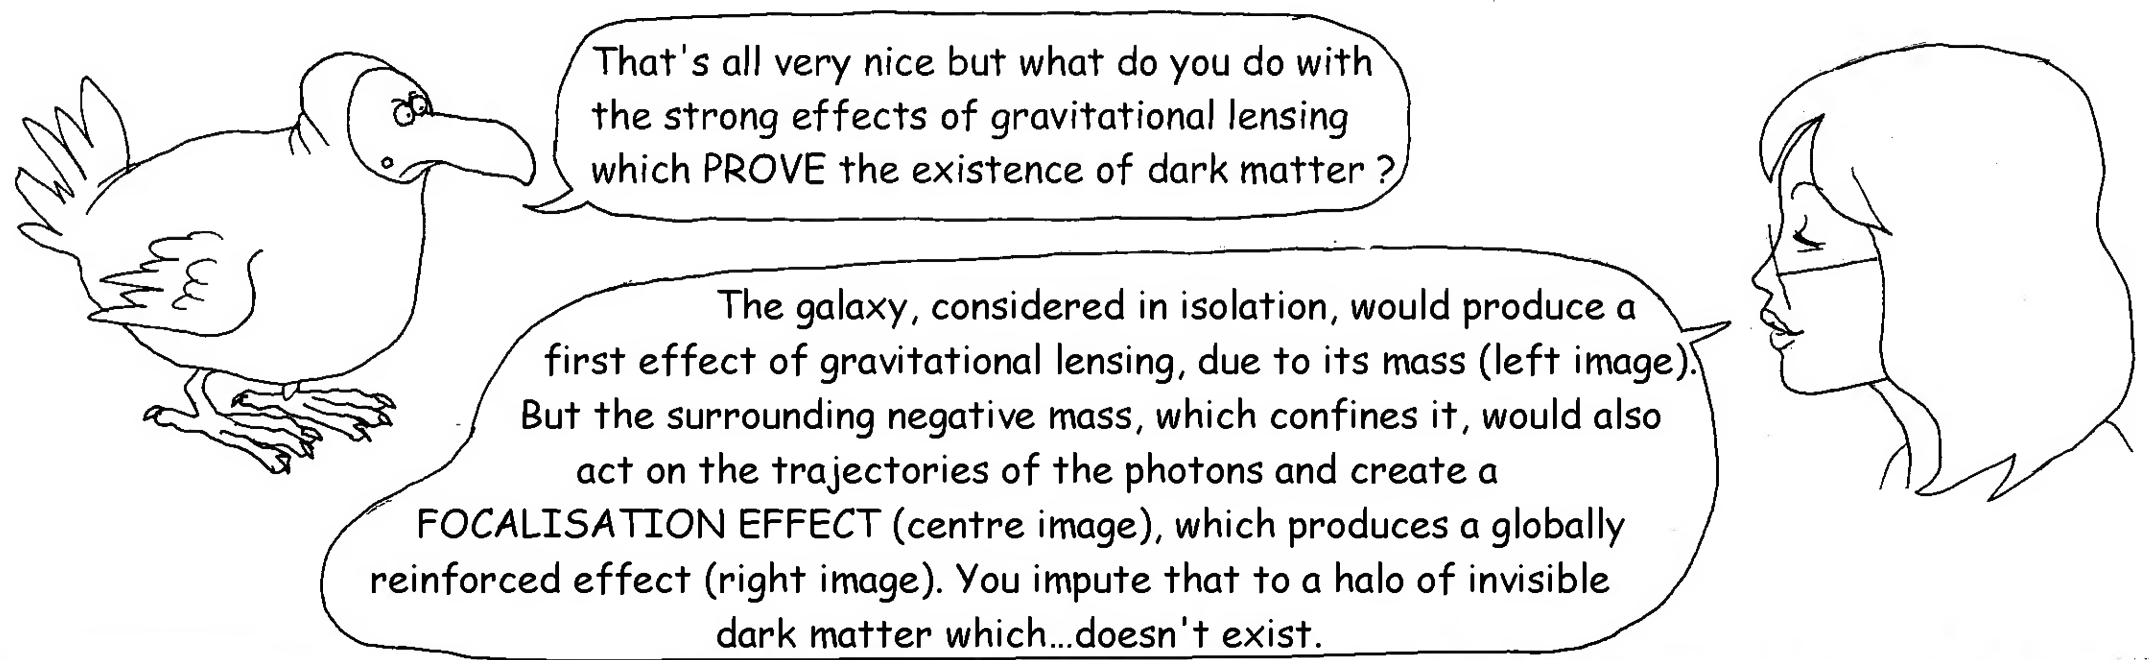 That's all very nice but what do you do with
the strong effects of gravitational lensing
which PROVE the existence of dark matter ?
The galaxy, considered in isolation, would produce a
first effect of gravitational lensing, due to its mass (left image).
But the surrounding negative mass, which confines it, would also
act on the trajectories of the photons and create a
FOCALISATION EFFECT (centre image), which produces a globally
reinforced effect (right image). You impute that to a halo of invisible
dark matter which...doesn't exist.